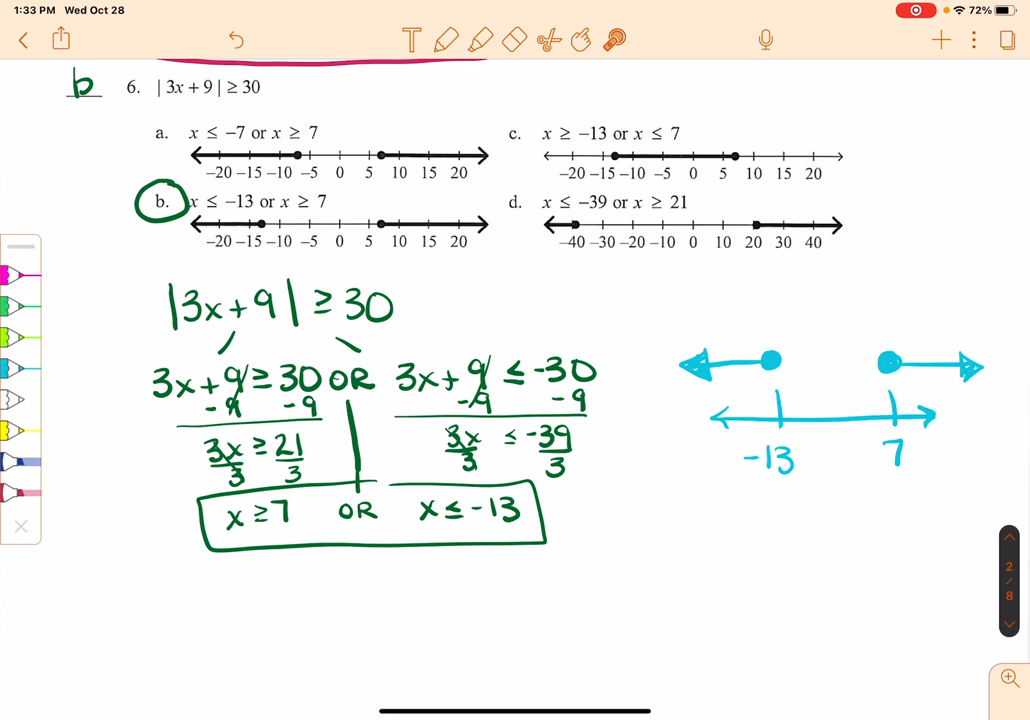 1:33 PM Wed Oct 28
72%
T
b 6. | 3x + 9 | ≥ 30
a. x ≤ −7 or x ≥ 7
−20 −15 −10 −5 0 5 10 15 20
b. x ≤ −13 or x ≥ 7
−20 −15 −10 −5 0 5 10 15 20
c. x ≥ −13 or x ≤ 7
−20 −15 −10 −5 0 5 10 15 20
d. x ≤ −39 or x ≥ 21
−40 −30 −20 −10 0 10 20 30 40
|3x+9| ≥ 30
3x+9 ≥ 30 OR 3x+9 ≤ -30
-9 -9 -9 -9
3x ≥ 21 3x ≤ -39
3 3 3 3
x ≥ 7 OR x ≤ -13
-13 7
2
/
8